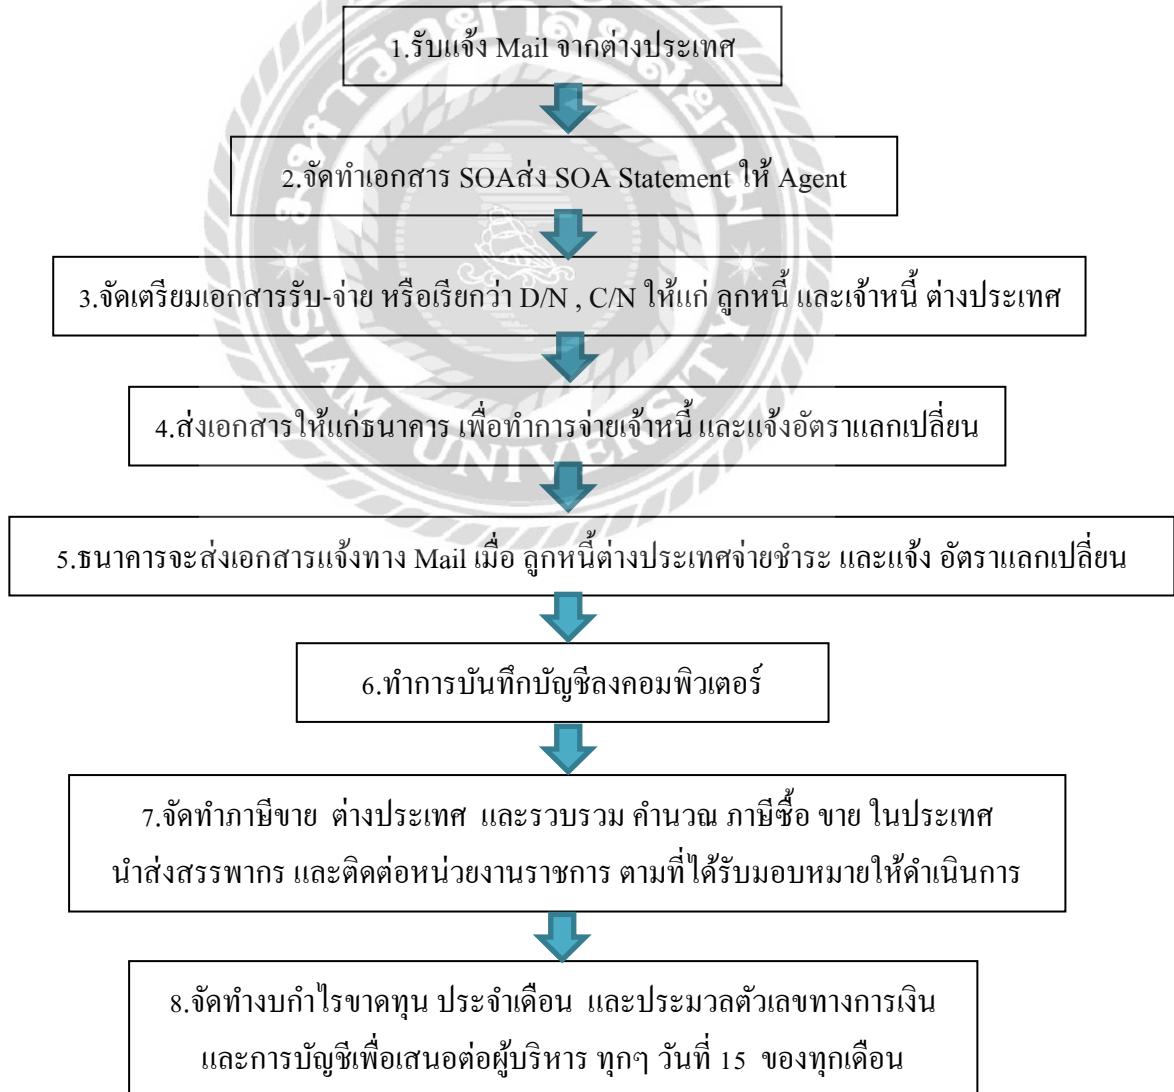 1.รับแจ้ง Mail จากต่างประเทศ
2.จัดทำเอกสาร SOAส่ง SOA Statement ให้ Agent
3.จัดเตรียมเอกสารรับ-จ่าย หรือเรียกว่า D/N , C/N ให้แก่ ลูกหนี้ และเจ้าหนี้ ต่างประเทศ
4.ส่งเอกสารให้แก่ธนาคาร เพื่อทำการจ่ายเจ้าหนี้ และแจ้งอัตราแลกเปลี่ยน
5.ธนาคารจะส่งเอกสารแจ้งทาง Mail เมื่อ ลูกหนี้ต่างประเทศจ่ายชำระ และแจ้ง อัตราแลกเปลี่ยน
6.ทำการบันทึกบัญชีลงคอมพิวเตอร์
7.จัดทำภาษีขาย ต่างประเทศ และรวบรวม คำนวณ ภาษีซื้อ ขาย ในประเทศ
นำส่งสรรพากร และติดต่อหน่วยงานราชการ ตามที่ได้รับมอบหมายให้ดำเนินการ
8.จัดทำงบกำไรขาดทุน ประจำเดือน และประมวลตัวเลขทางการเงิน
และการบัญชีเพื่อเสนอต่อผู้บริหาร ทุกๆ วันที่ 15 ของทุกเดือน
มหาวิทยาลัยสยาม
SIAM UNIVERSITY